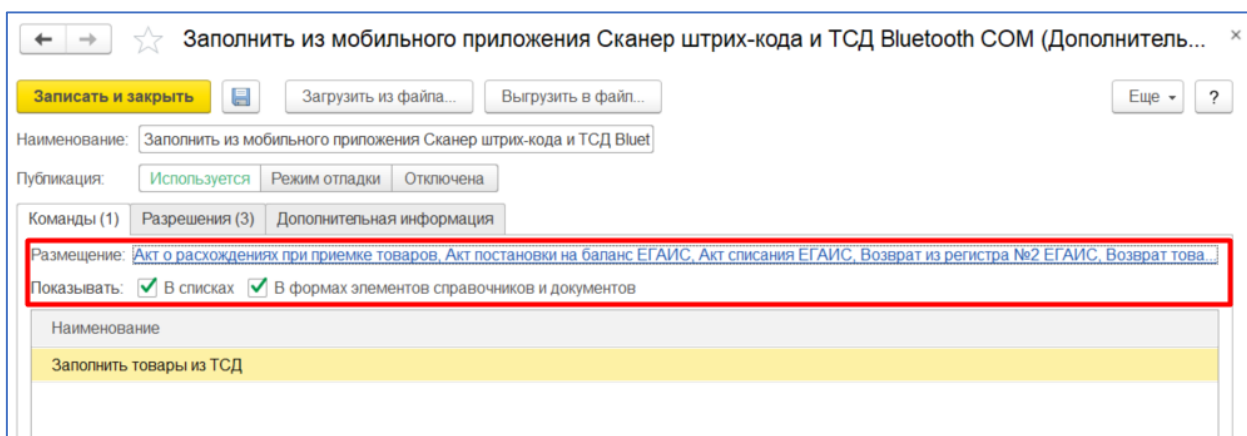 Заполнить из мобильного приложения Сканер штрих-кода и ТСД Bluetooth COM (Дополнитель...
Записать и закрыть Загрузить из файла... Выгрузить в файл... Еще ?
Наименование: Заполнить из мобильного приложения Сканер штрих-кода и ТСД Bluet
Публикация: Используется Режим отладки Отключена
Команды (1) Разрешения (3) Дополнительная информация
Размещение: Акт о расхождениях при приемке товаров, Акт постановки на баланс ЕГАИС, Акт списания ЕГАИС, Возврат из регистра №2 ЕГАИС, Возврат това...
Показывать: В списках В формах элементов справочников и документов
Наименование
Заполнить товары из ТСД